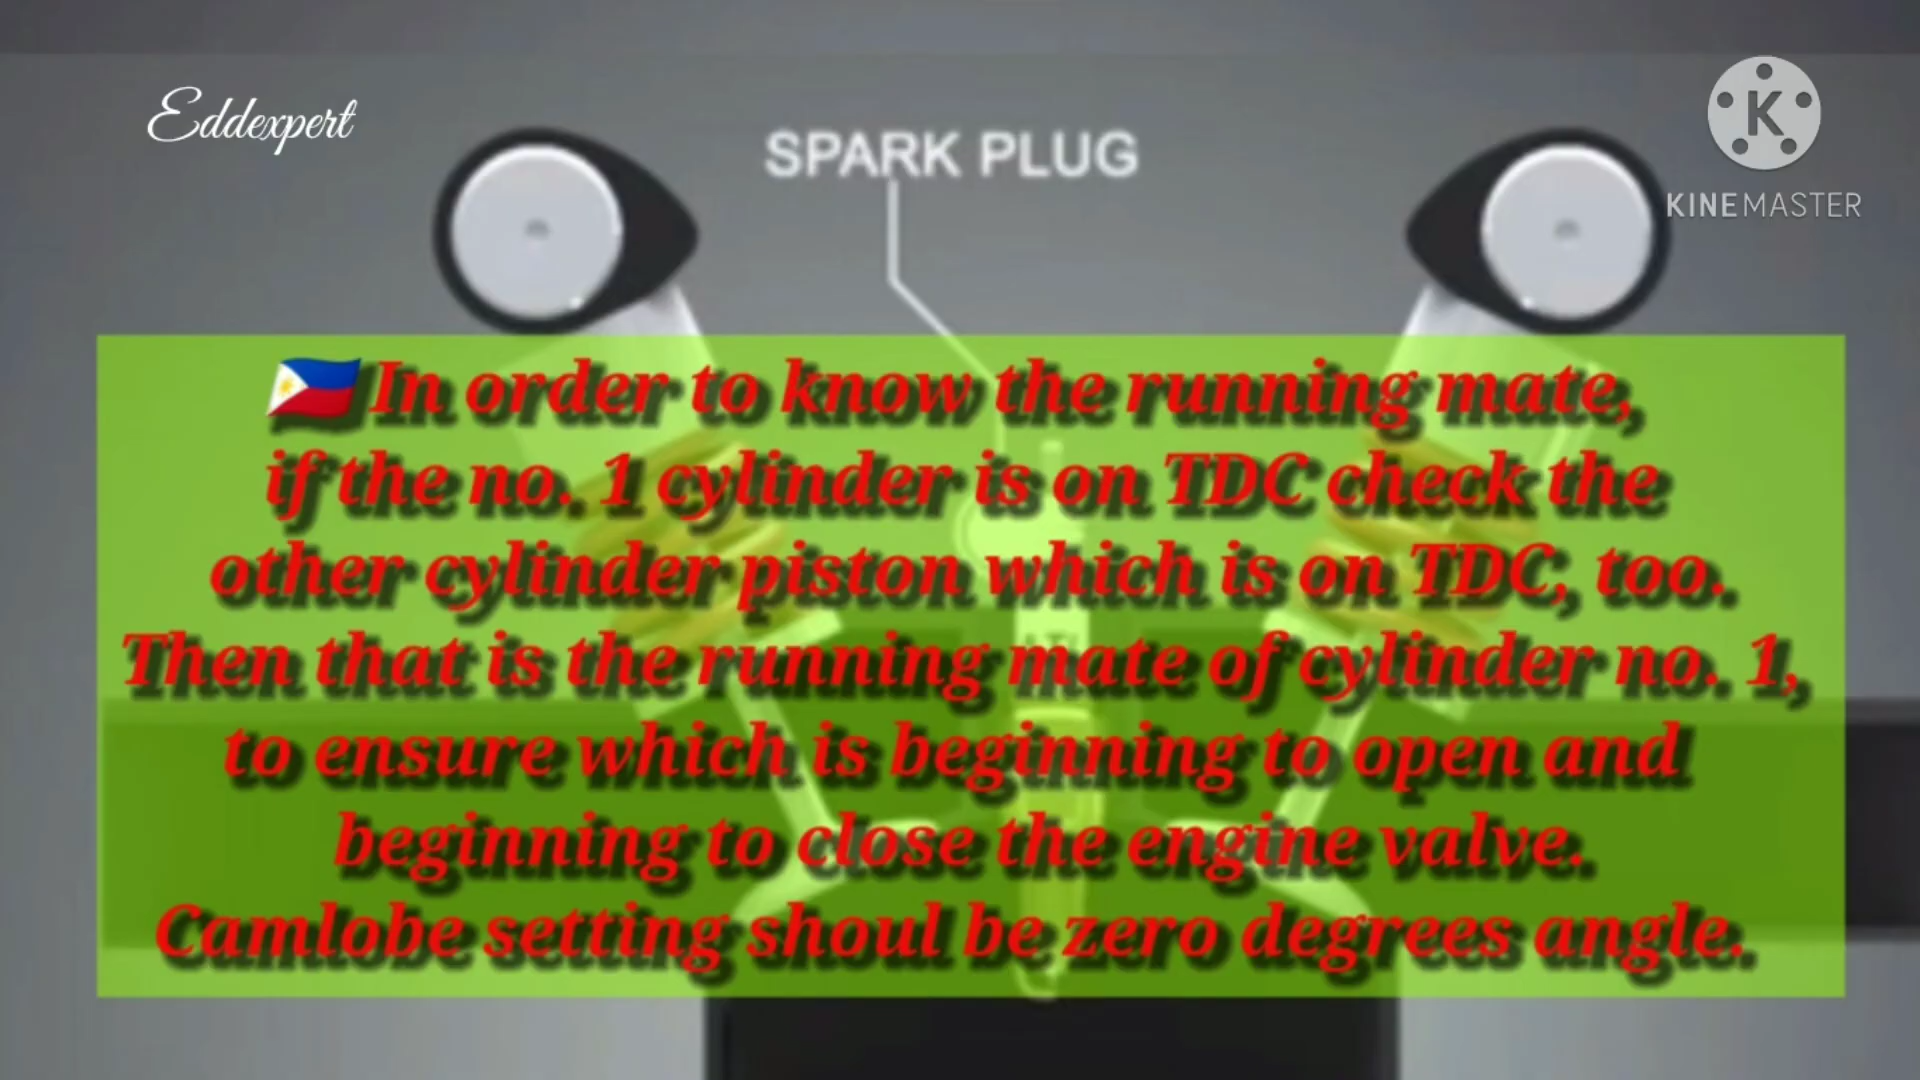 Eddexpert
SPARK PLUG
K
KINEMASTER
🇵🇭 In order to know the running mate,
if the no. 1 cylinder is on TDC check the
other cylinder piston which is on TDC, too.
Then that is the running mate of cylinder no. 1,
to ensure which is beginning to open and
beginning to close the engine valve.
Camlobe setting shoul be zero degrees angle.